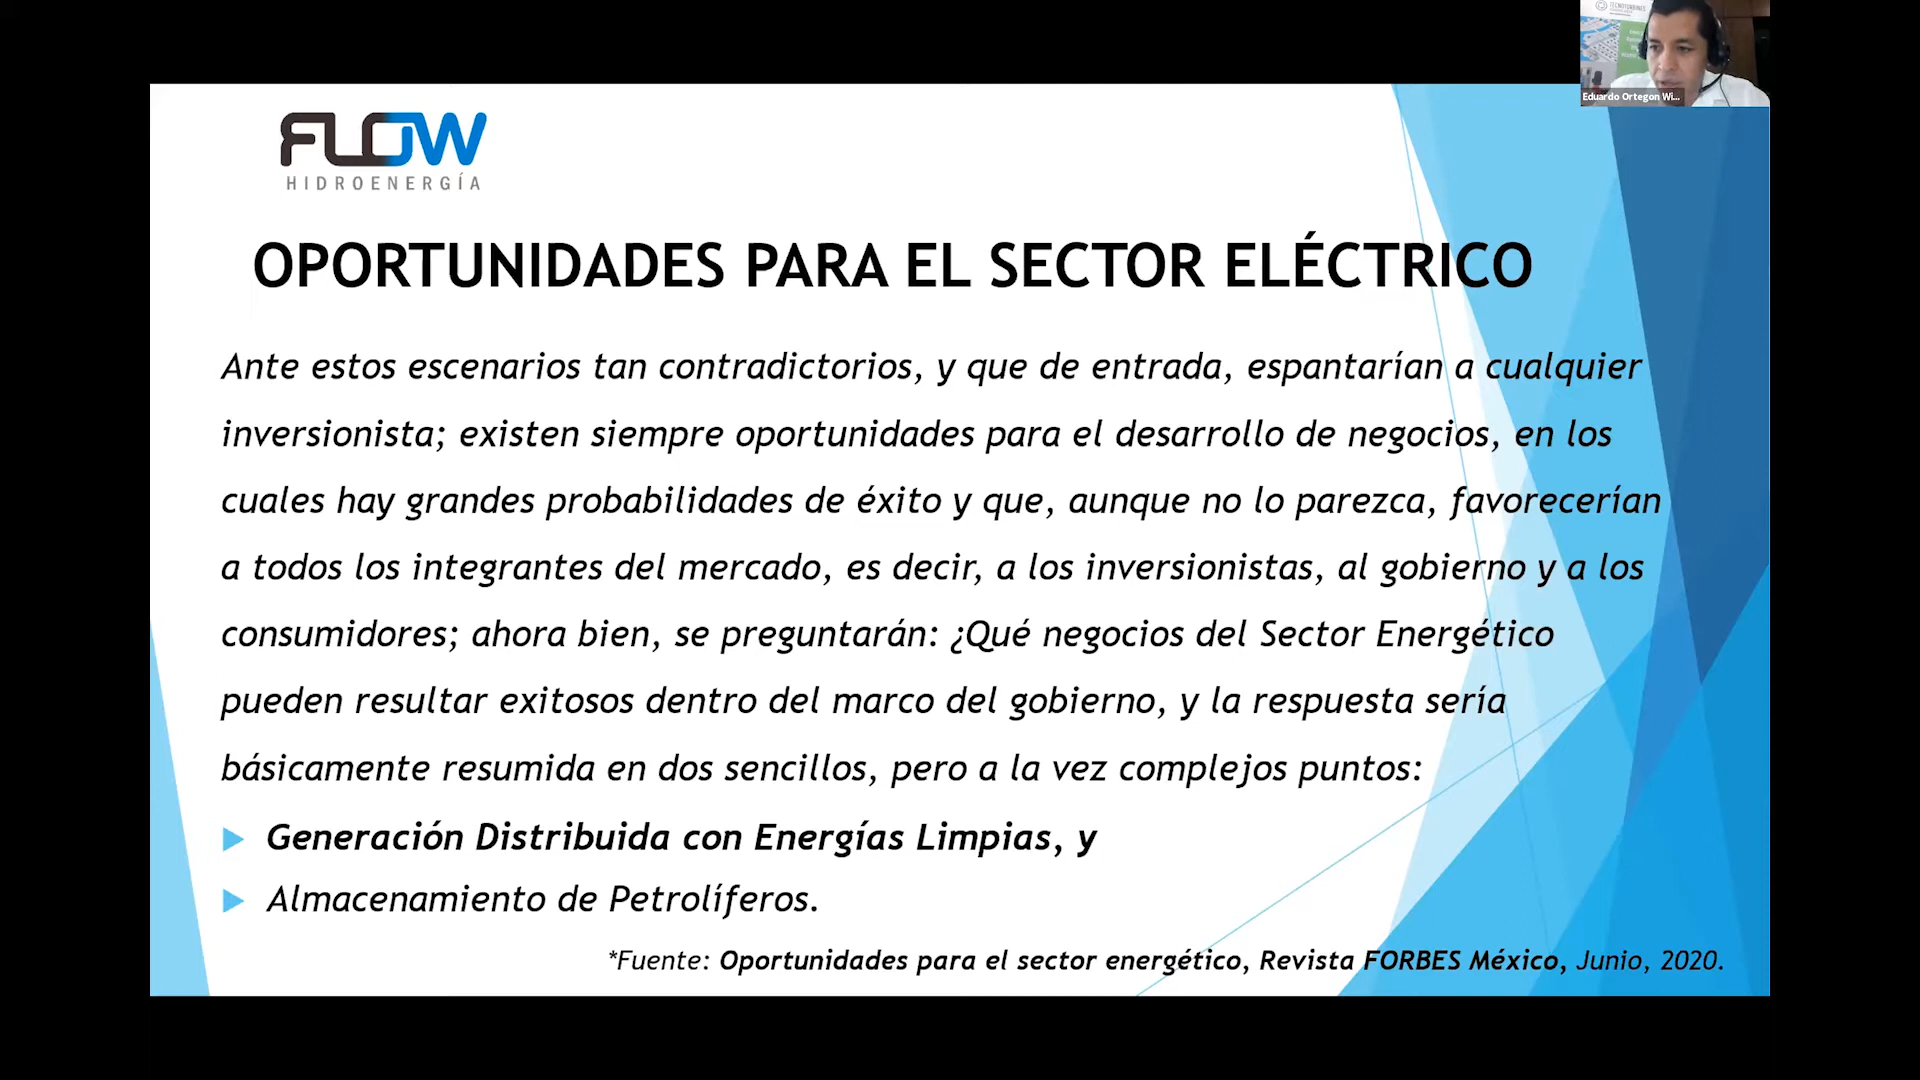 TECNOTURBINES
Eduardo Ortegon Wi...
FLOW
HIDROENERGÍA
OPORTUNIDADES PARA EL SECTOR ELÉCTRICO
Ante estos escenarios tan contradictorios, y que de entrada, espantarían a cualquier
inversionista; existen siempre oportunidades para el desarrollo de negocios, en los
cuales hay grandes probabilidades de éxito y que, aunque no lo parezca, favorecerían
a todos los integrantes del mercado, es decir, a los inversionistas, al gobierno y a los
consumidores; ahora bien, se preguntarán: ¿Qué negocios del Sector Energético
pueden resultar exitosos dentro del marco del gobierno, y la respuesta sería
básicamente resumida en dos sencillos, pero a la vez complejos puntos:
Generación Distribuida con Energías Limpias, y
Almacenamiento de Petrolíferos.
*Fuente: Oportunidades para el sector energético, Revista FORBES México, Junio, 2020.